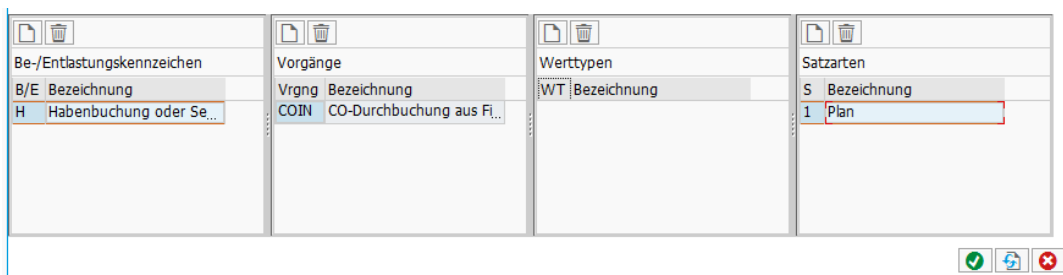 Be-/Entlastungskennzeichen
B/E Bezeichnung
H Habenbuchung oder Se...
Vorgänge
Vrgng Bezeichnung
COIN CO-Durchbuchung aus Fi...
Werttypen
WT Bezeichnung
Satzarten
S Bezeichnung
1 Plan